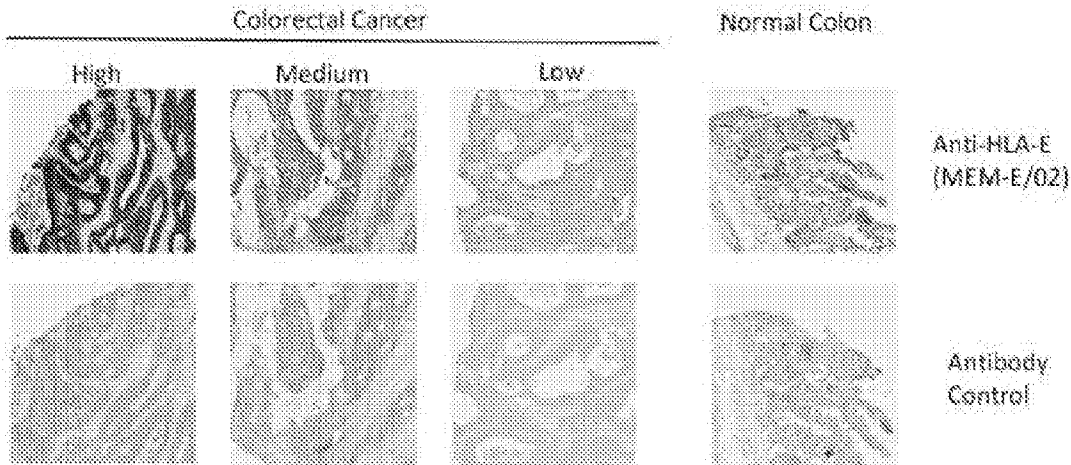 Colorectal Cancer
Normal Colon
High
Medium
Low
Anti-HLA-E
(MEM-E/02)
Antibody
Control